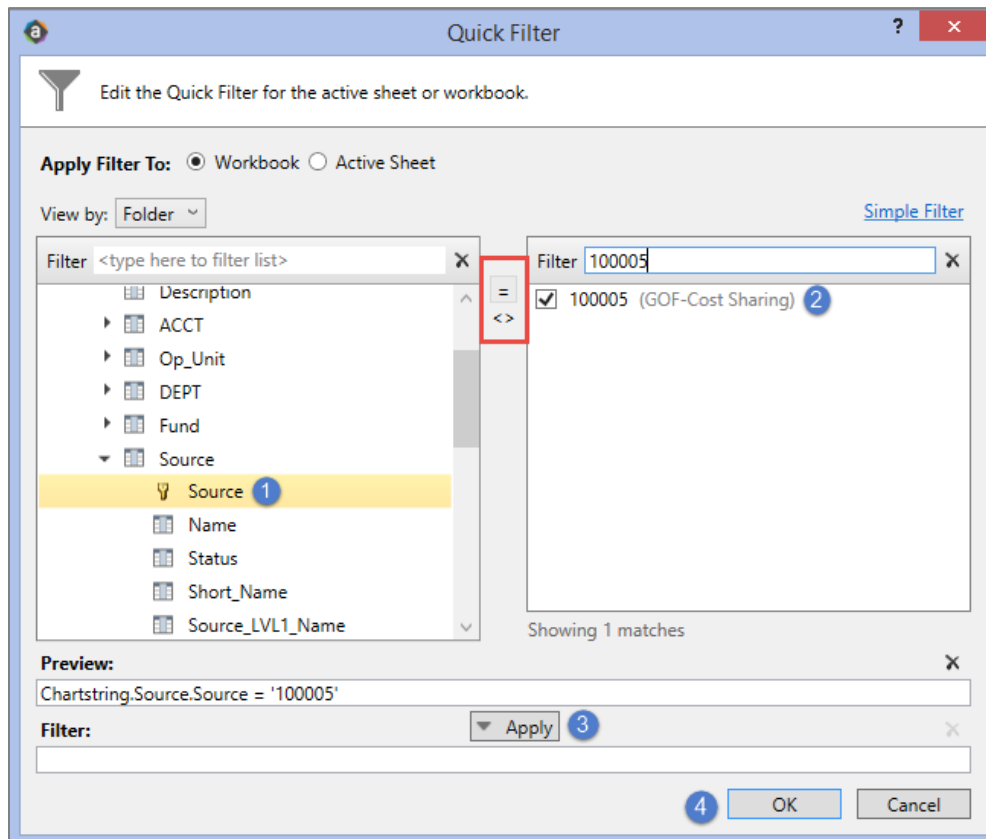 Quick Filter
?
Edit the Quick Filter for the active sheet or workbook.
Apply Filter To: Workbook Active Sheet
View by: Folder
Simple Filter
Filter <type here to filter list>
Description
ACCT
Op_Unit
DEPT
Fund
Source
Source 1
Name
Status
Short_Name
Source_LVL1_Name
=
<>
Filter 100005
100005 (GOF-Cost Sharing) 2
Showing 1 matches
Preview:
Chartstring.Source.Source = '100005'
Apply 3
Filter:
4 OK Cancel